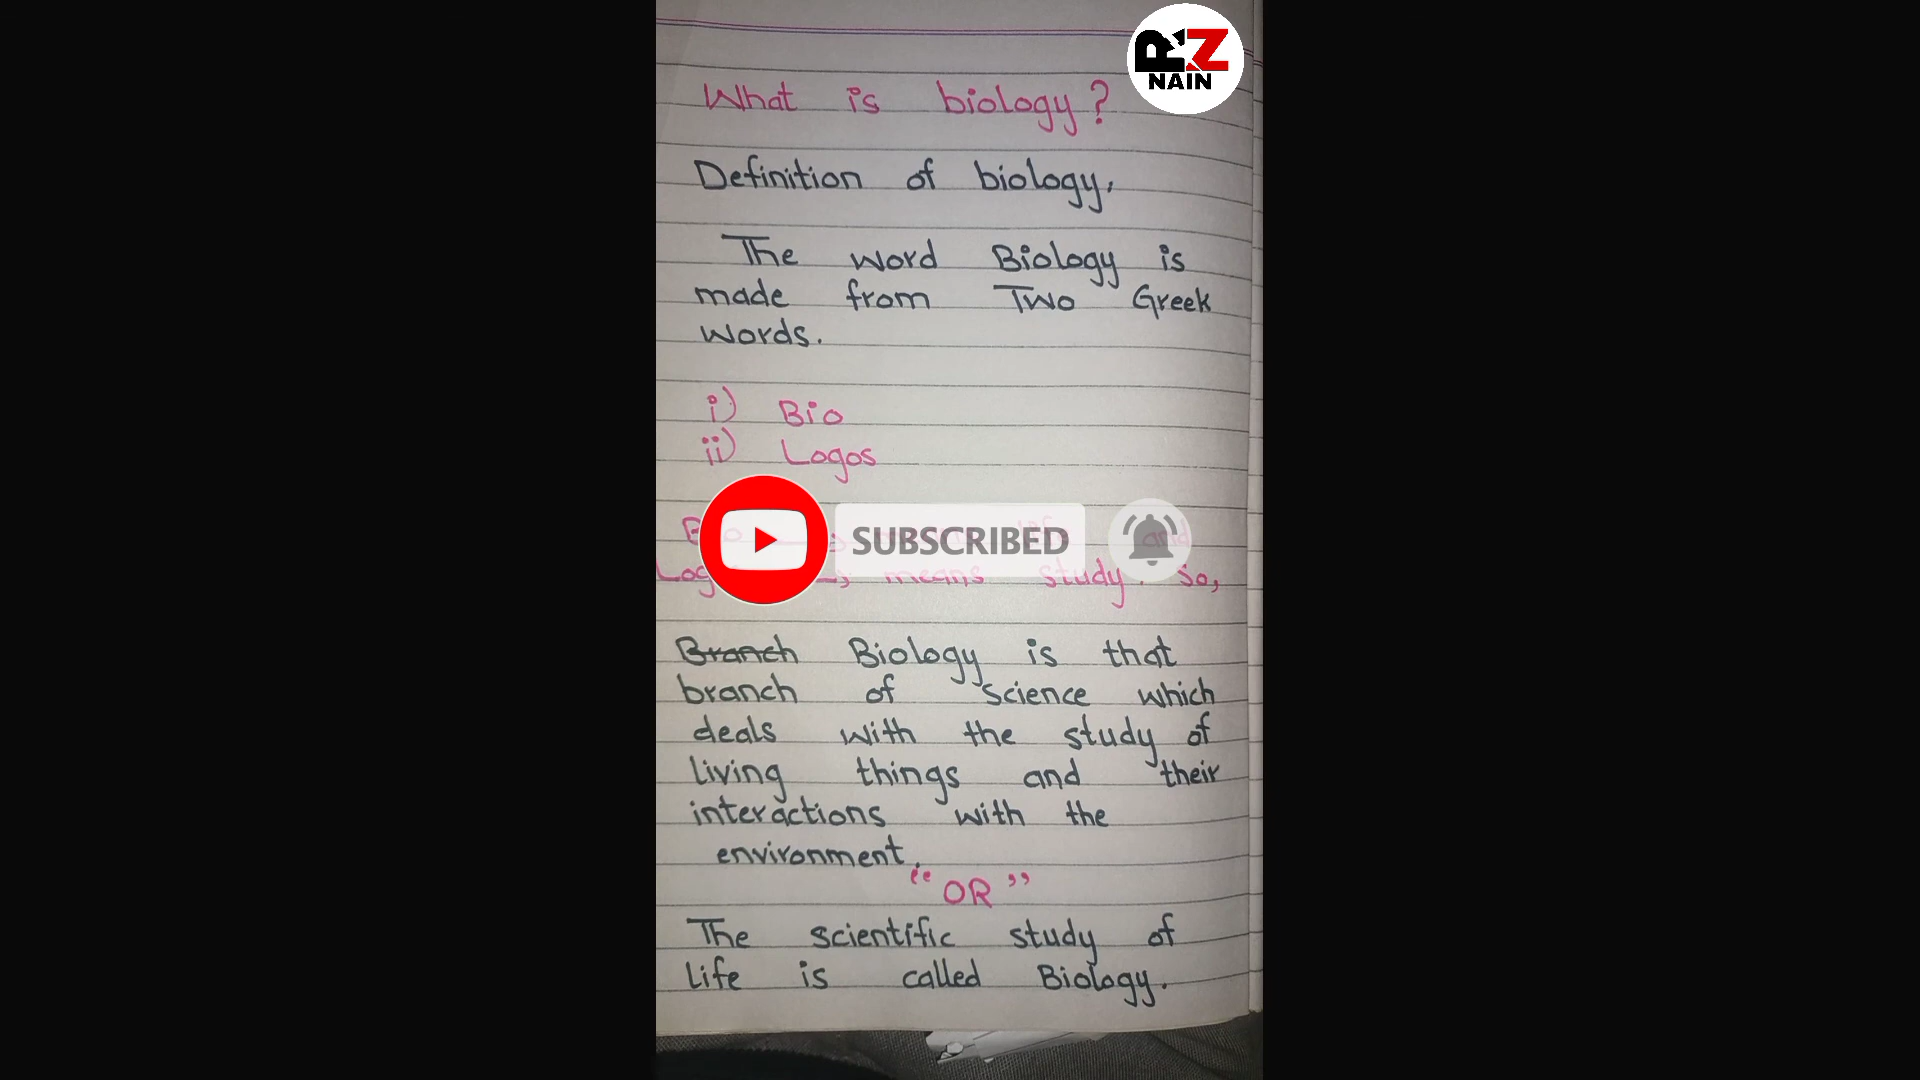 RZ
NAIN
What is biology?
Definition of biology.
The word Biology is
made from Two Greek
words.
i) Bio
ii) Logos
SUBSCRIBED
and
means study. So,
Branch Biology is that
branch of science which
deals with the study of
living things and their
interactions with the
environment.
"OR"
The scientific study of
life is called Biology.